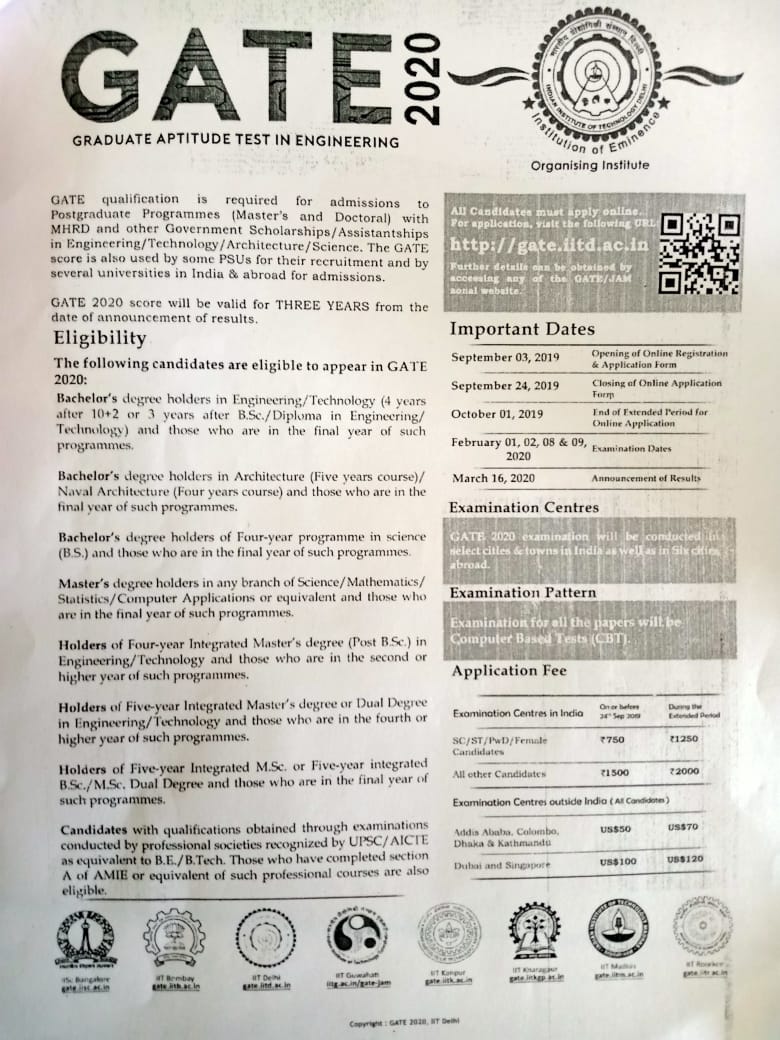 GATE 2020
GRADUATE APTITUDE TEST IN ENGINEERING
INDIAN INSTITUTE OF TECHNOLOGY DELHI
Institution of Eminence
Organising Institute
GATE qualification is required for admissions to
Postgraduate Programmes (Master's and Doctoral) with
MHRD and other Government Scholarships/Assistantships
in Engineering/Technology/Architecture/Science. The GATE
score is also used by some PSUs for their recruitment and by
several universities in India & abroad for admissions.
GATE 2020 score will be valid for THREE YEARS from the
date of announcement of results.
Eligibility
The following candidates are eligible to appear in GATE
2020:
Bachelor's degree holders in Engineering/Technology (4 years
after 10+2 or 3 years after B.Sc./Diploma in Engineering/
Technology) and those who are in the final year of such
programmes.
Bachelor's degree holders in Architecture (Five years course)/
Naval Architecture (Four years course) and those who are in the
final year of such programmes.
Bachelor's degree holders of Four-year programme in science
(B.S.) and those who are in the final year of such programmes.
Master's degree holders in any branch of Science/Mathematics/
Statistics/Computer Applications or equivalent and those who
are in the final year of such programmes.
Holders of Four-year Integrated Master's degree (Post B.Sc.) in
Engineering/Technology and those who are in the second or
higher year of such programmes.
Holders of Five-year Integrated Master's degree or Dual Degree
in Engineering/Technology and those who are in the fourth or
higher year of such programmes.
Holders of Five-year Integrated M.Sc. or Five-year integrated
B.Sc./M.Sc. Dual Degree and those who are in the final year of
such programmes.
Candidates with qualifications obtained through examinations
conducted by professional societies recognized by UPSC/AICTE
as equivalent to B.E./B.Tech. Those who have completed section
A of AMIE or equivalent of such professional courses are also
eligible.
All Candidates must apply online.
For application, visit the following URL
http://gate.iitd.ac.in
Further details can be obtained by
accessing any of the GATE/JAM
zonal website.
Important Dates
September 03, 2019 Opening of Online Registration
& Application Form
September 24, 2019 Closing of Online Application
Form
October 01, 2019 End of Extended Period for
Online Application
February 01, 02, 08 & 09,
2020 Examination Dates
March 16, 2020 Announcement of Results
Examination Centres
GATE 2020 examination will be conducted in
select cities & towns in India as well as in Six cities
abroad.
Examination Pattern
Examination for all the papers will be
Computer Based Tests (CBT).
Application Fee
Examination Centres in India On or before
24th Sep 2019 During the
Extended Period
SC/ST/PwD/Female
Candidates ₹750 ₹1250
All other Candidates ₹1500 ₹2000
Examination Centres outside India (All Candidates)
Addis Ababa, Colombo,
Dhaka & Kathmandu US$50 US$70
Dubai and Singapore US$100 US$120
IISc Bangalore
gate.iisc.ac.in
IIT Bombay
gate.iitb.ac.in
IIT Delhi
gate.iitd.ac.in
IIT Guwahati
iitg.ac.in/gate-jam
IIT Kanpur
gate.iitk.ac.in
IIT Kharagpur
gate.iitkgp.ac.in
IIT Madras
gate.iitm.ac.in
IIT Roorkee
gate.iitr.ac.in
Copyright : GATE 2020, IIT Delhi